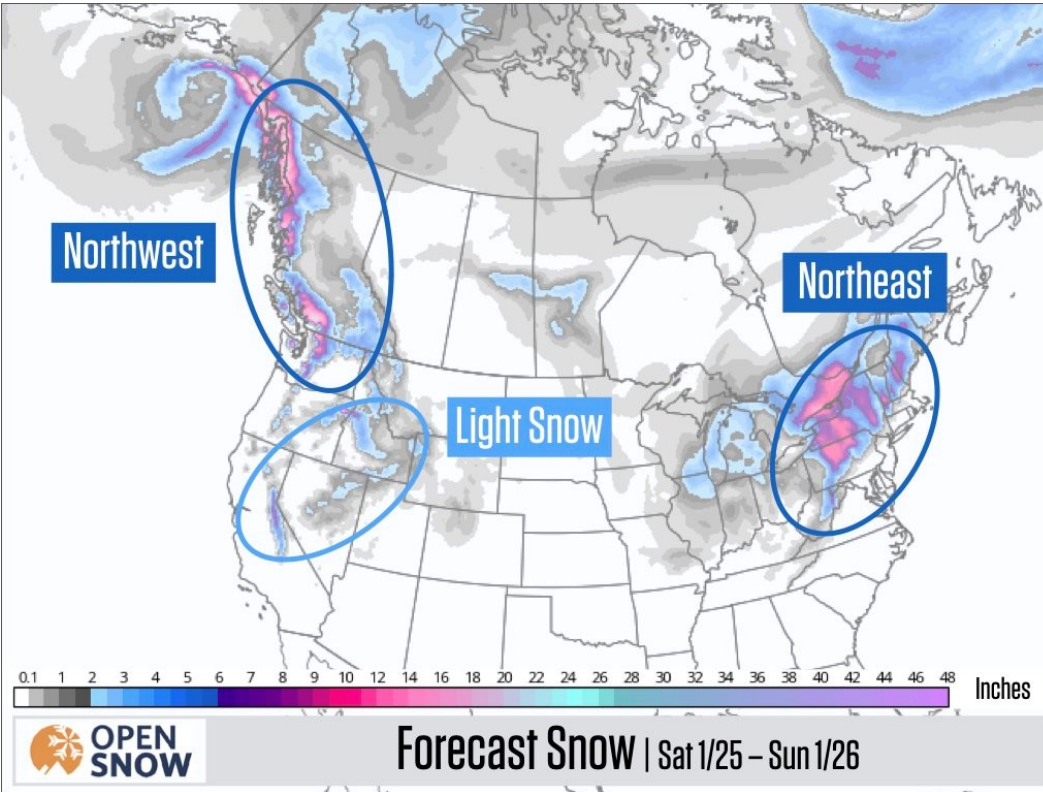 Northwest
Northeast
Light Snow
0.1 1 2 3 4 5 6 7 8 9 10 12 14 16 18 20 22 24 26 28 30 32 34 36 38 40 42 44 46 48
Inches
OPEN
SNOW
Forecast Snow | Sat 1/25 – Sun 1/26